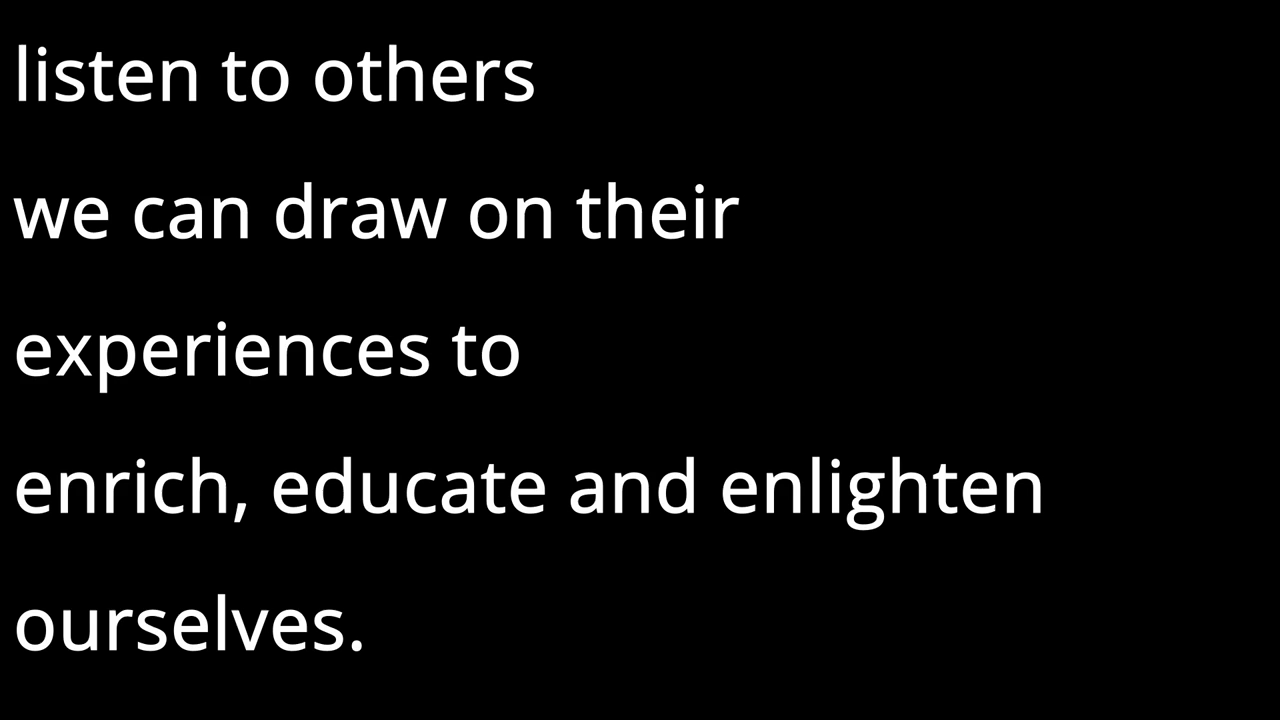 listen to others
we can draw on their
experiences to
enrich, educate and enlighten
ourselves.